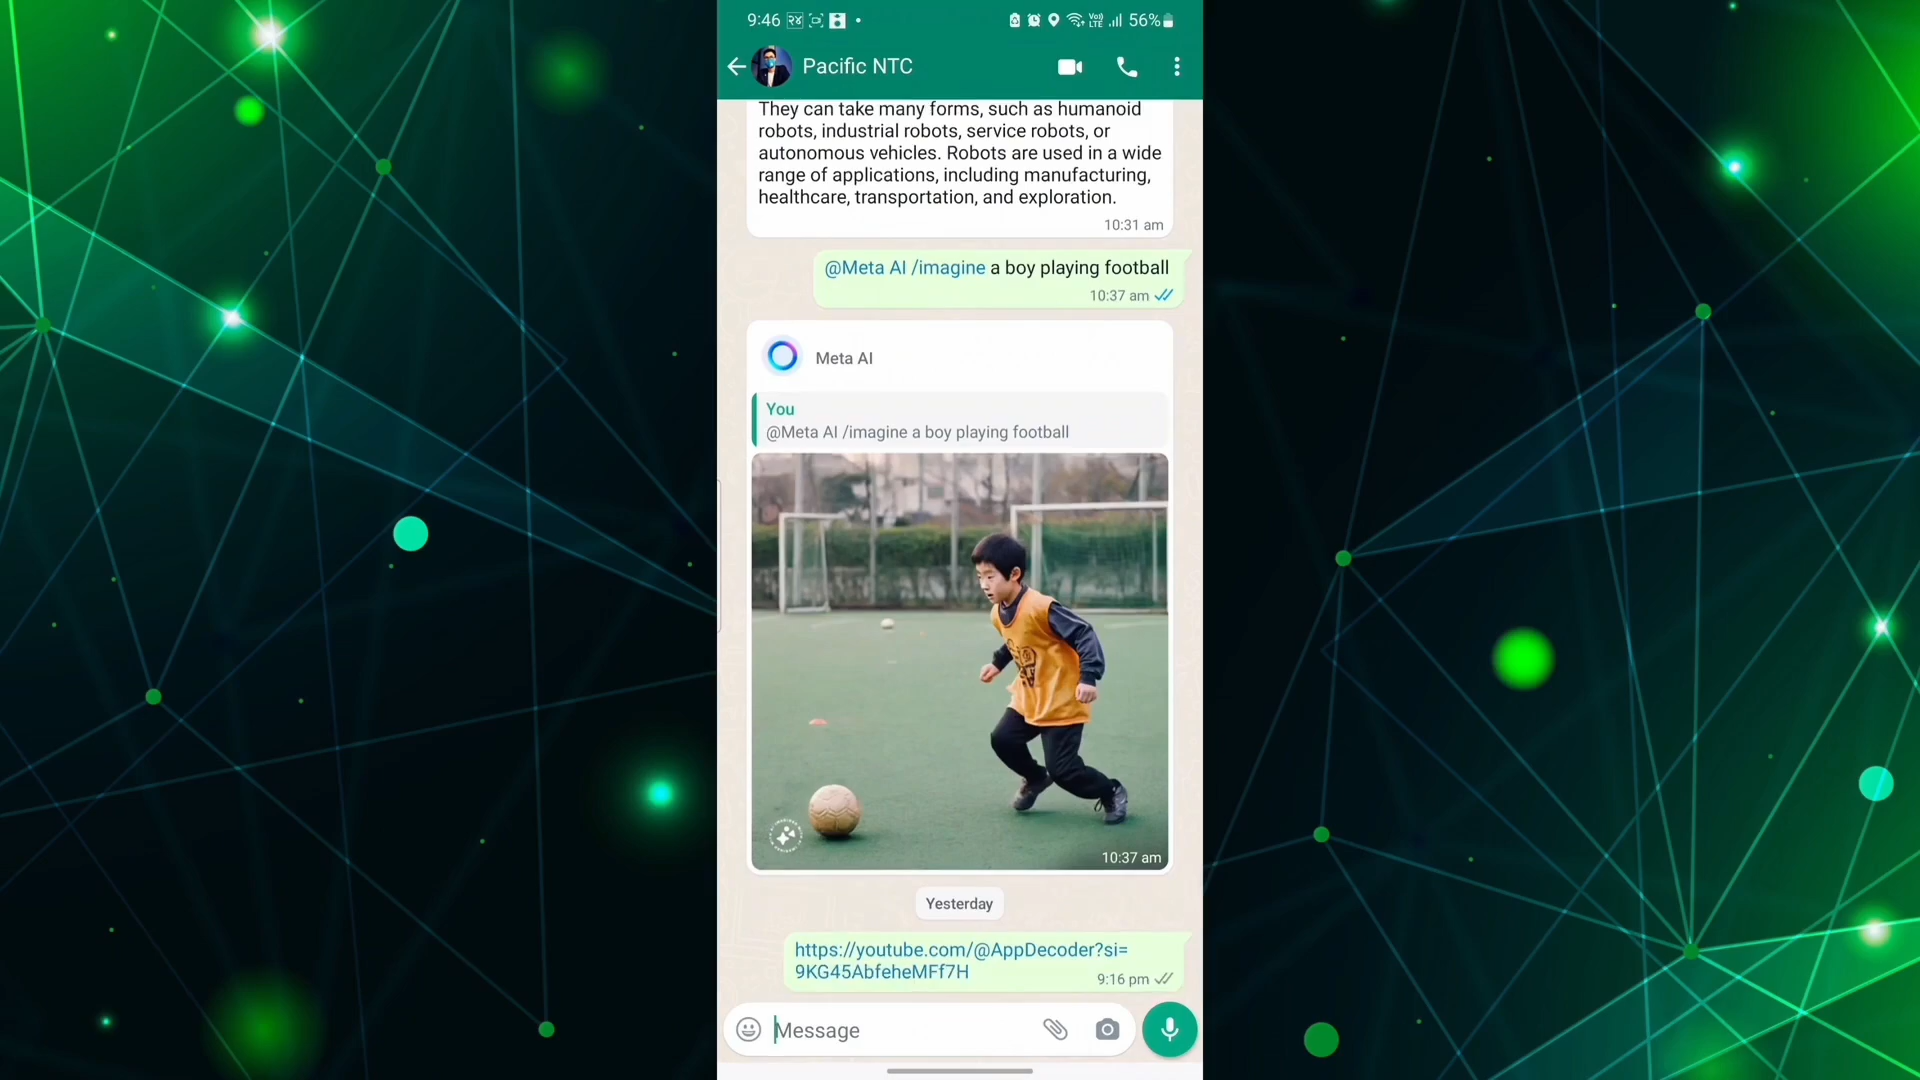 9:46 २४ 56%
Pacific NTC
They can take many forms, such as humanoid
robots, industrial robots, service robots, or
autonomous vehicles. Robots are used in a wide
range of applications, including manufacturing,
healthcare, transportation, and exploration.
10:31 am
@Meta AI /imagine a boy playing football
10:37 am
Meta AI
You
@Meta AI /imagine a boy playing football
10:37 am
Yesterday
https://youtube.com/@AppDecoder?si=
9KG45AbfeheMFf7H
9:16 pm
Message